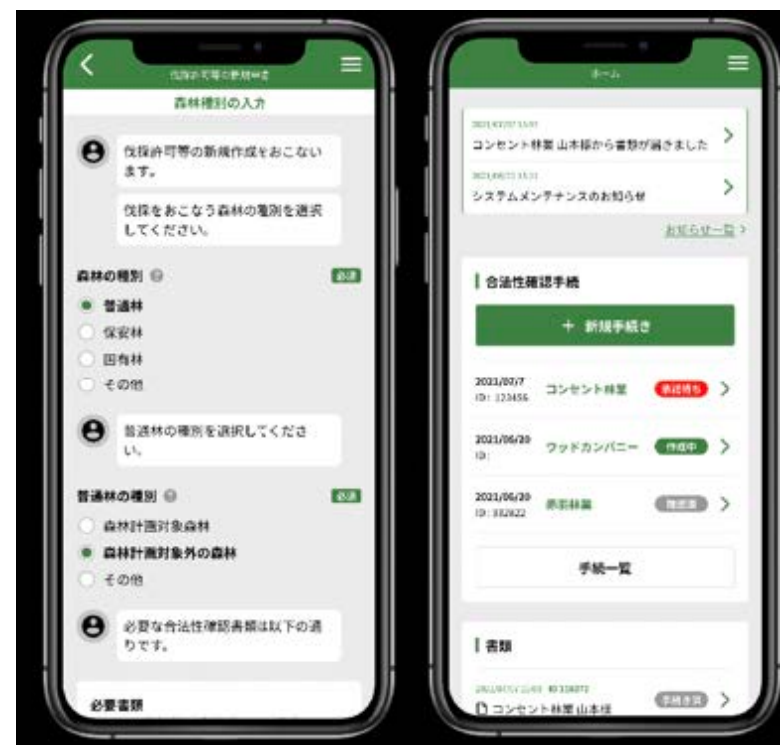 伐採許可等の新規申請
森林種別の入力
伐採許可等の新規作成をおこない
ます。
伐採をおこなう森林の種別を選択
してください。
森林の種別
必須
普通林
保安林
国有林
その他
普通林の種別を選択してくださ
い。
普通林の種別
必須
森林計画対象森林
森林計画対象外の森林
その他
必要な合法性確認書類は以下の通
りです。
必要書類
ホーム
コンセント林業 山本様から書類が届きました
システムメンテナンスのお知らせ
お知らせ一覧
合法性確認手続
+ 新規手続き
2021/07/7
ID: 123456
コンセント林業
承認待ち
2021/06/20
ID:
ウッドカンパニー
作成中
2021/06/20
林業
手続一覧
書類
コンセント林業 山本様